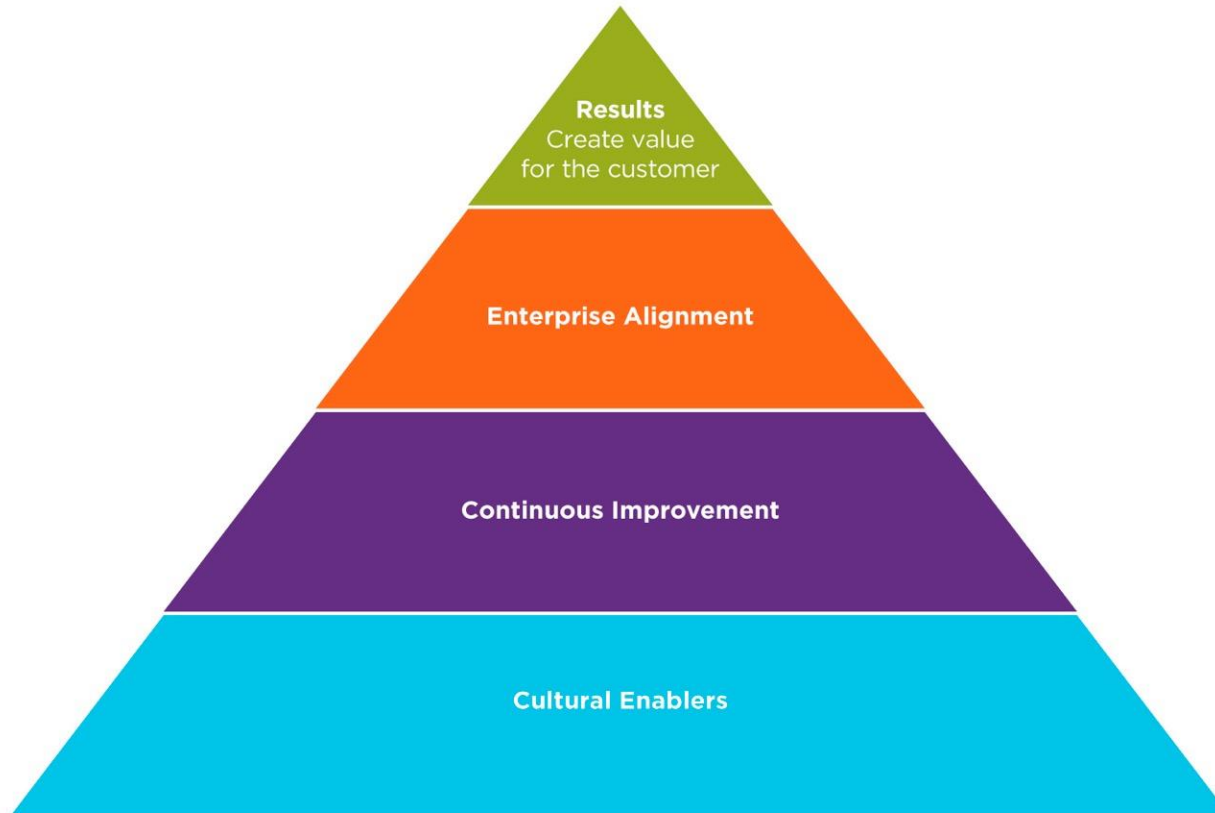 Results
Create value
for the customer
Enterprise Alignment
Continuous Improvement
Cultural Enablers